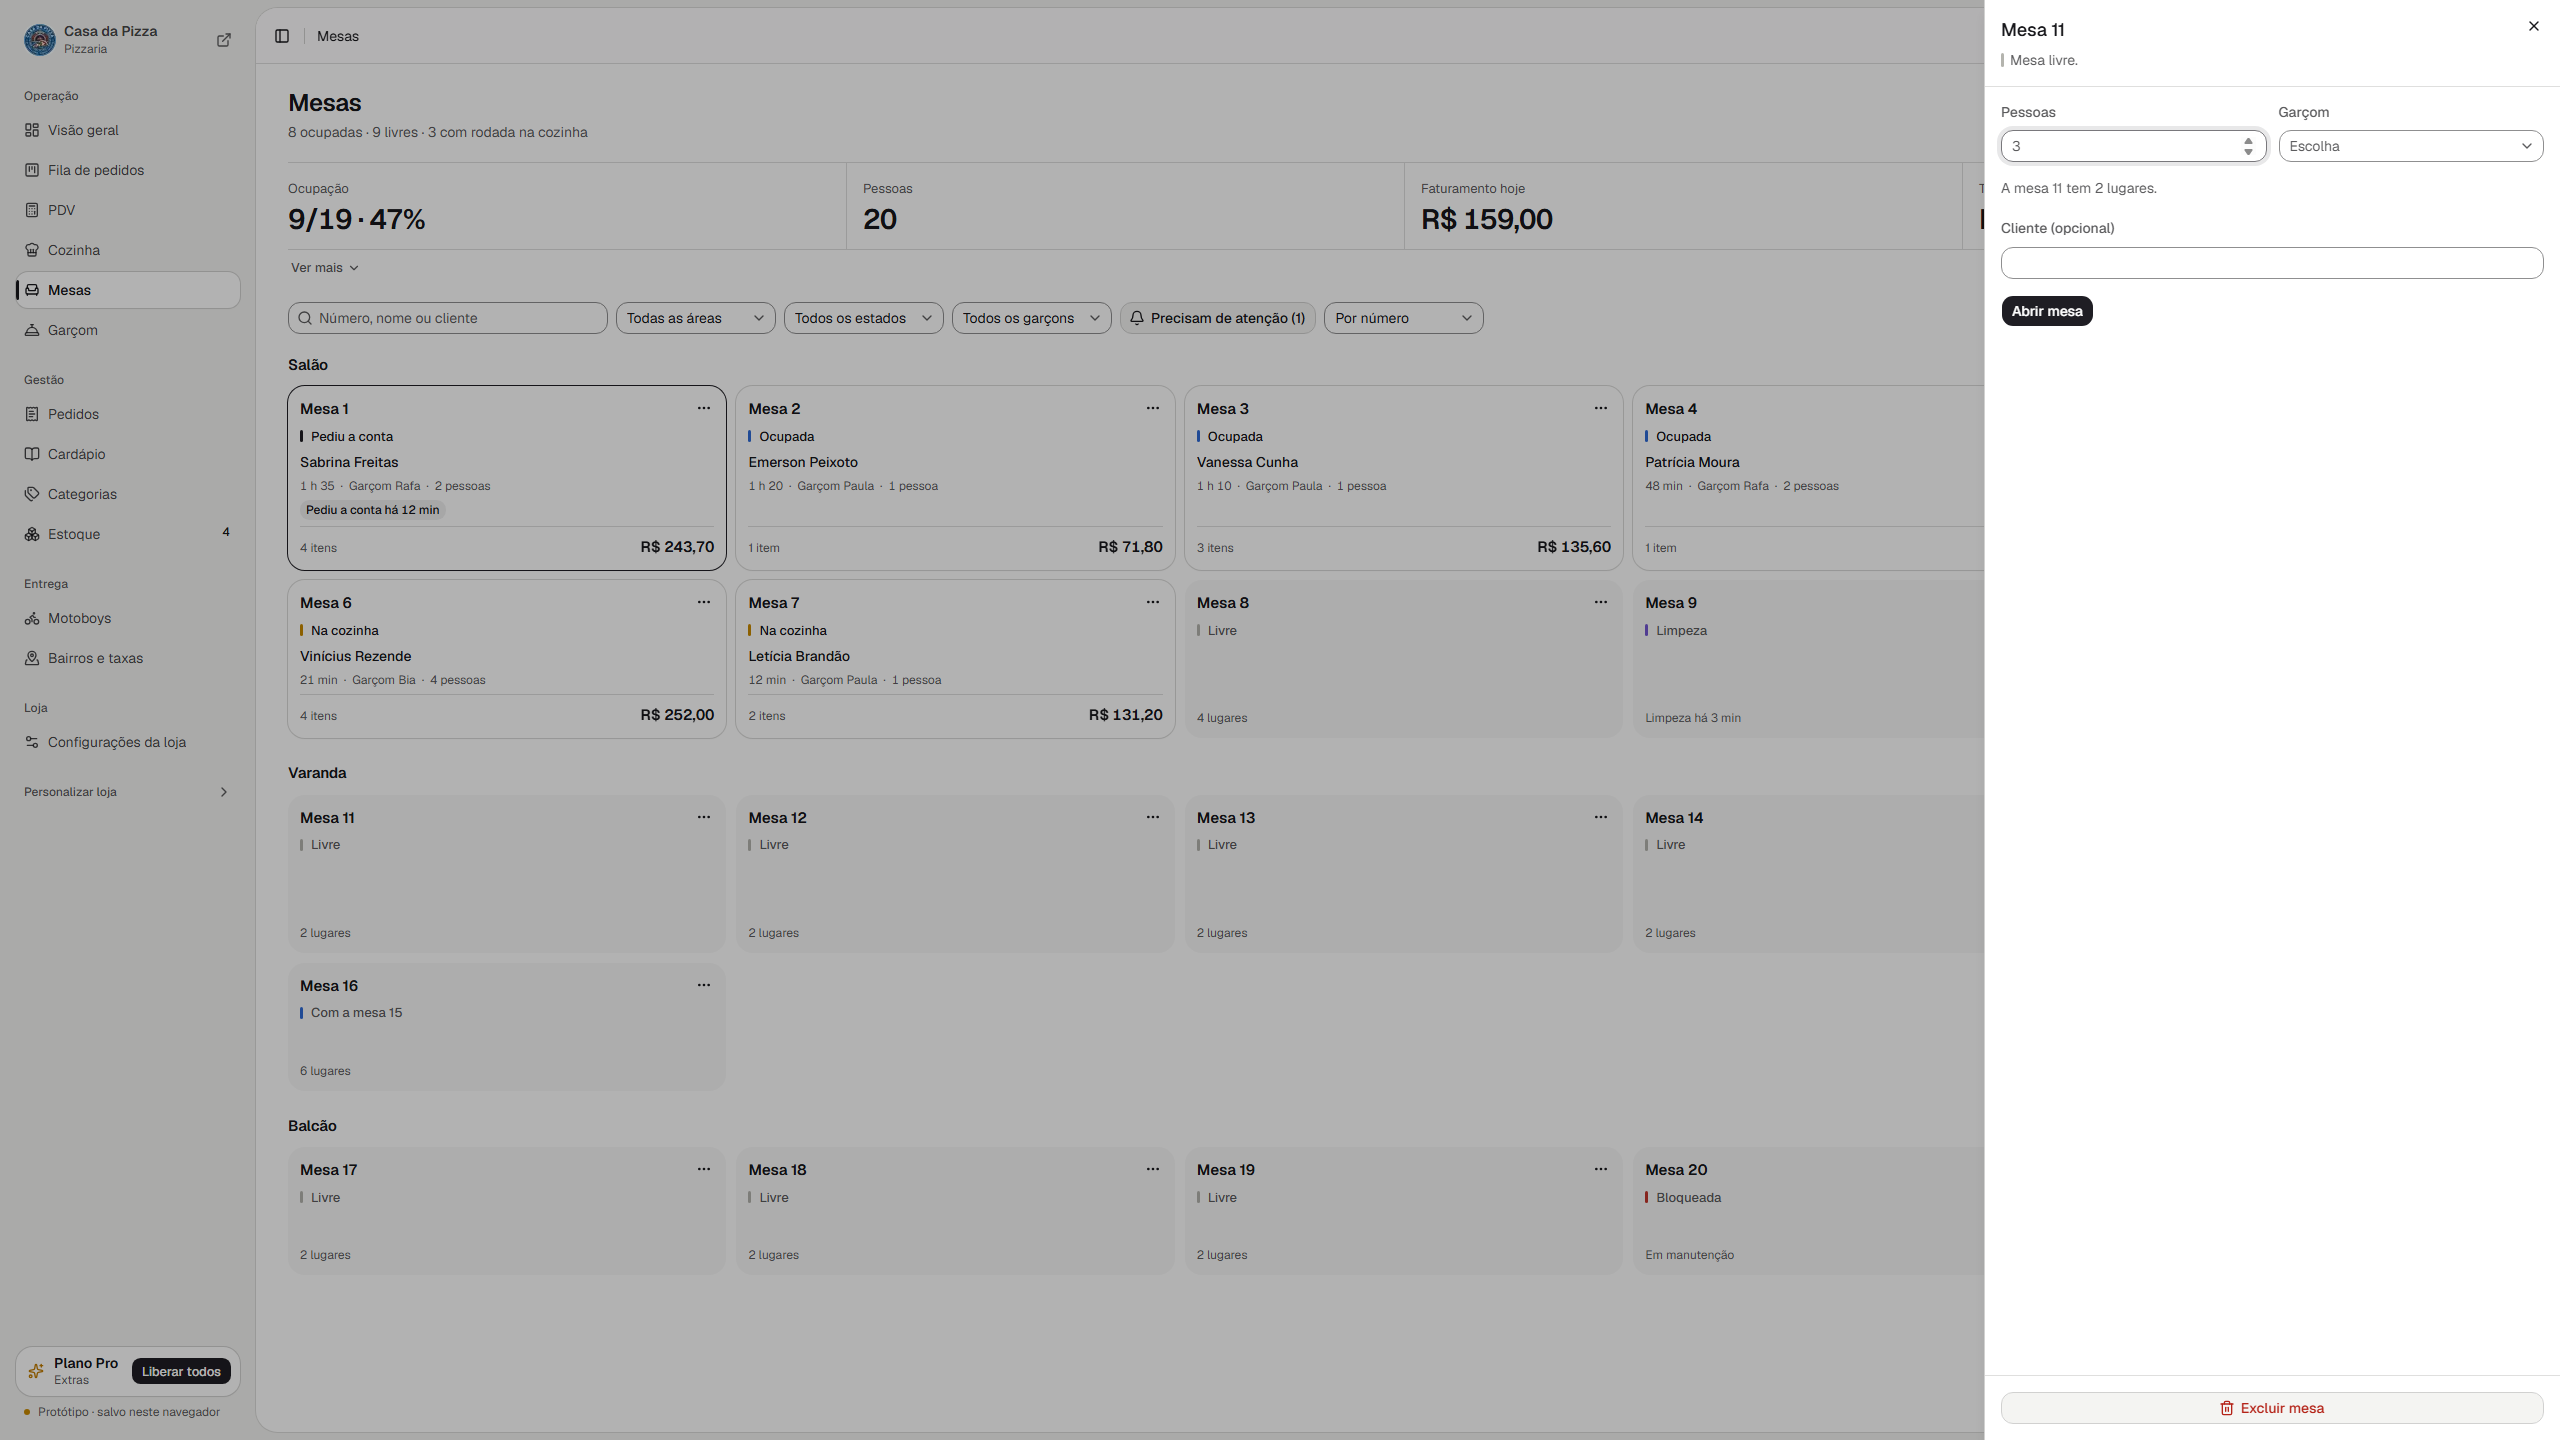 Casa da Pizza
Pizzaria
Operação
Visão geral
Fila de pedidos
PDV
Cozinha
Mesas
Garçom
Gestão
Pedidos
Cardápio
Categorias
Estoque 4
Entrega
Motoboys
Bairros e taxas
Loja
Configurações da loja
Personalizar loja
Plano Pro
Extras
Liberar todos
Protótipo · salvo neste navegador
Mesas
Mesas
8 ocupadas · 9 livres · 3 com rodada na cozinha
Ocupação
9/19 · 47%
Pessoas
20
Faturamento hoje
R$ 159,00
Ver mais
Número, nome ou cliente
Todas as áreas
Todos os estados
Todos os garçons
Precisam de atenção (1)
Por número
Salão
Mesa 1
Pediu a conta
Sabrina Freitas
1 h 35 · Garçom Rafa · 2 pessoas
Pediu a conta há 12 min
4 itens R$ 243,70
Mesa 2
Ocupada
Emerson Peixoto
1 h 20 · Garçom Paula · 1 pessoa
1 item R$ 71,80
Mesa 3
Ocupada
Vanessa Cunha
1 h 10 · Garçom Paula · 1 pessoa
3 itens R$ 135,60
Mesa 4
Ocupada
Patrícia Moura
48 min · Garçom Rafa · 2 pessoas
1 item
Mesa 6
Na cozinha
Vinícius Rezende
21 min · Garçom Bia · 4 pessoas
4 itens R$ 252,00
Mesa 7
Na cozinha
Letícia Brandão
12 min · Garçom Paula · 1 pessoa
2 itens R$ 131,20
Mesa 8
Livre
4 lugares
Mesa 9
Limpeza
Limpeza há 3 min
Varanda
Mesa 11
Livre
2 lugares
Mesa 12
Livre
2 lugares
Mesa 13
Livre
2 lugares
Mesa 14
Livre
2 lugares
Mesa 16
Com a mesa 15
6 lugares
Balcão
Mesa 17
Livre
2 lugares
Mesa 18
Livre
2 lugares
Mesa 19
Livre
2 lugares
Mesa 20
Bloqueada
Em manutenção
Mesa 11
Mesa livre.
Pessoas
3
Garçom
Escolha
A mesa 11 tem 2 lugares.
Cliente (opcional)
Abrir mesa
Excluir mesa